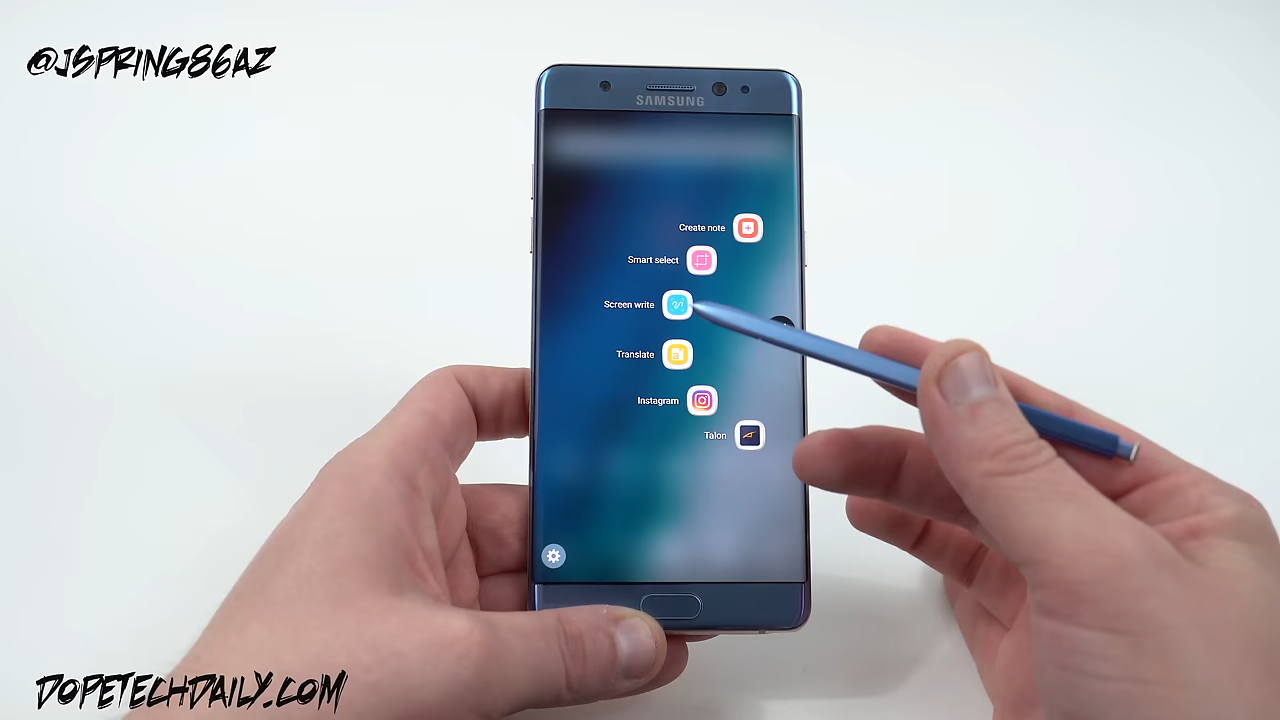 @JSPRING86AZ
SAMSUNG
Create note
Smart select
Screen write
Translate
Instagram
Talon
DOPETECHDAILY.COM